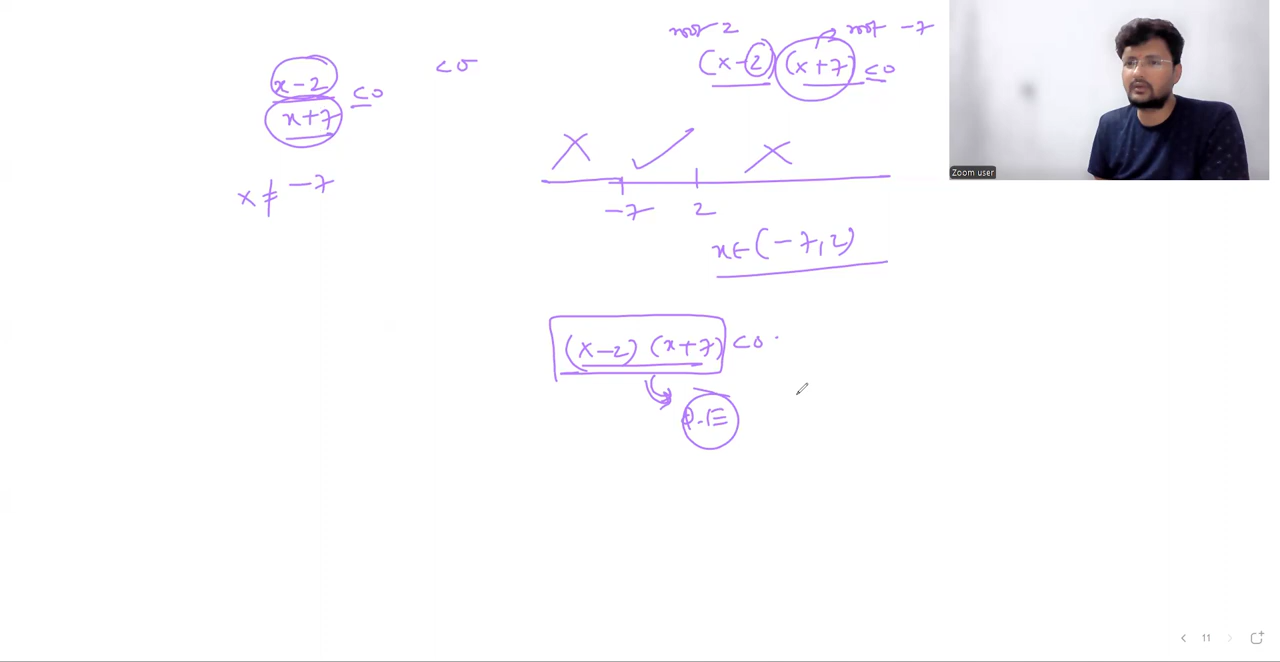 x-2
x+7 <0
<0
x ≠ -7
root 2
root -7
(x-2) (x+7) <0
-7 2
x∈(-7,2)
(x-2) (x+7) <0
Zoom user
11